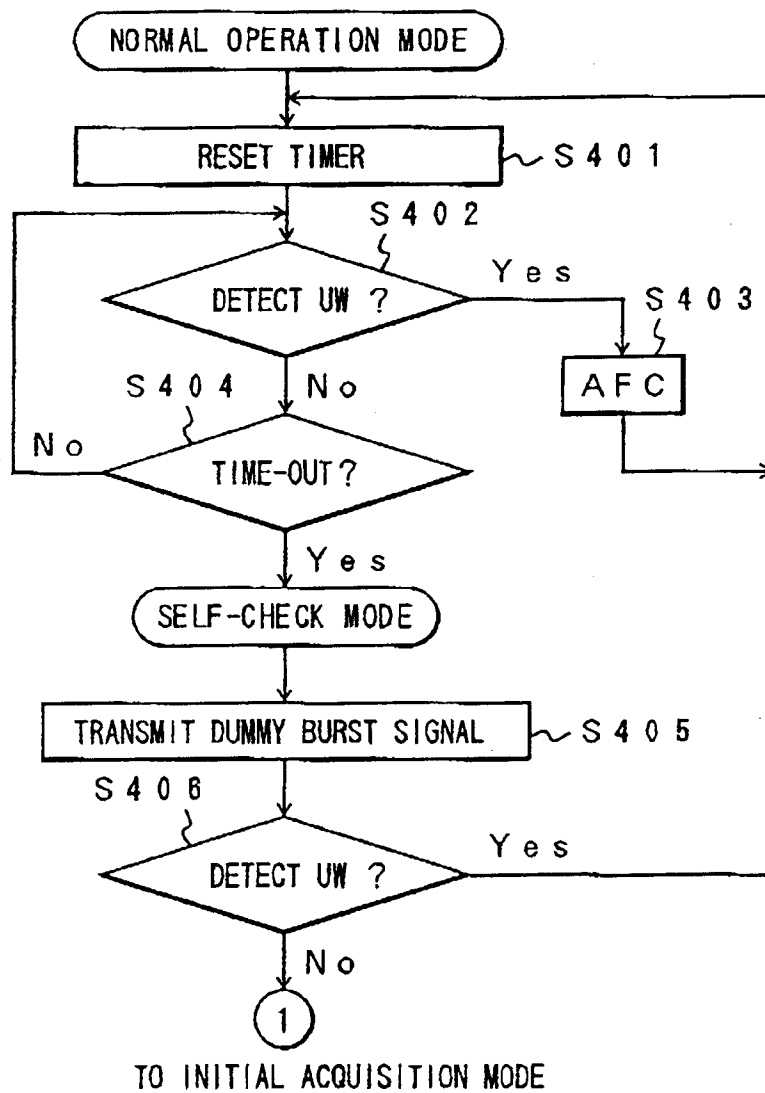 NORMAL OPERATION MODE
RESET TIMER
S401
S402
DETECT UW ?
Yes
S403
AFC
No
S404
No
TIME-OUT?
Yes
SELF-CHECK MODE
TRANSMIT DUMMY BURST SIGNAL
S405
S406
DETECT UW ?
Yes
No
1
TO INITIAL ACQUISITION MODE